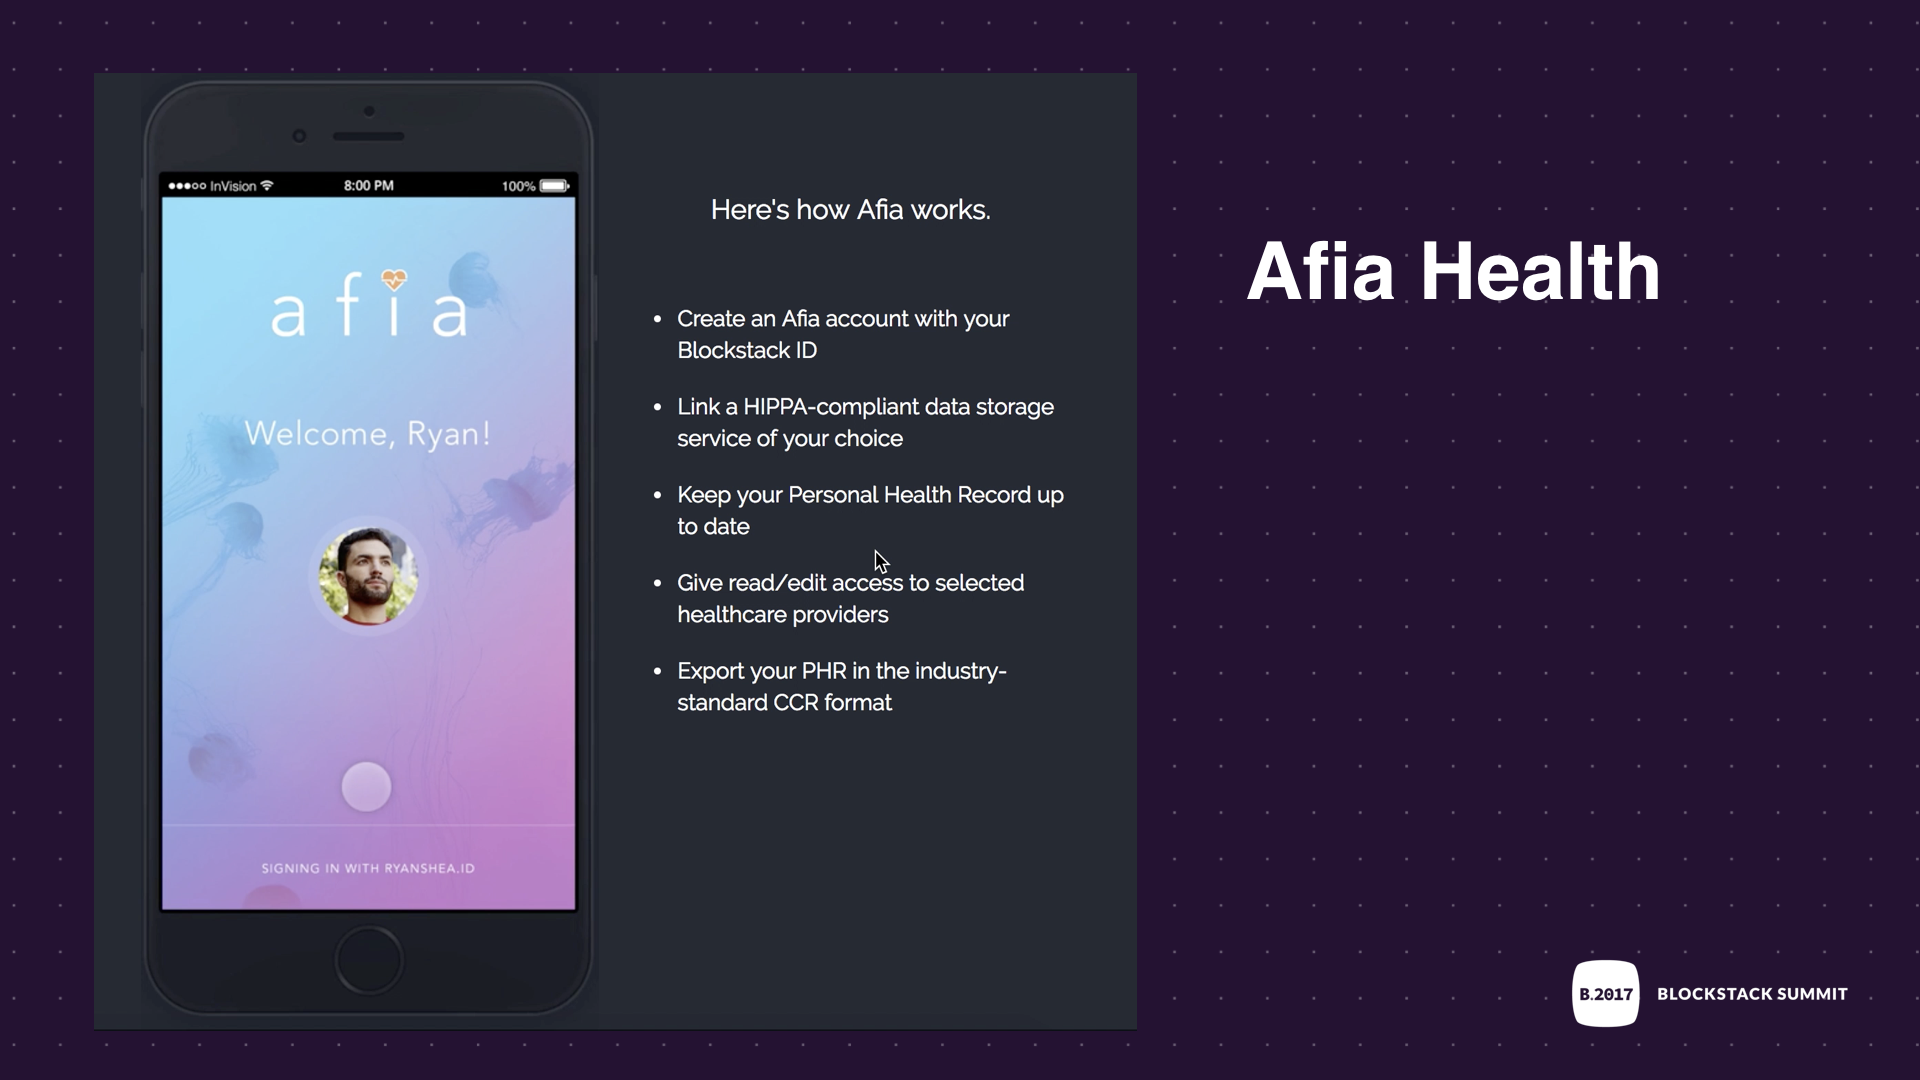 ●●●○○ InVision 8:00 PM 100%
afia
Welcome, Ryan!
SIGNING IN WITH RYANSHEA.ID
Here's how Afia works.
• Create an Afia account with your
Blockstack ID
• Link a HIPPA-compliant data storage
service of your choice
• Keep your Personal Health Record up
to date
• Give read/edit access to selected
healthcare providers
• Export your PHR in the industry-
standard CCR format
Afia Health
B.2017 BLOCKSTACK SUMMIT